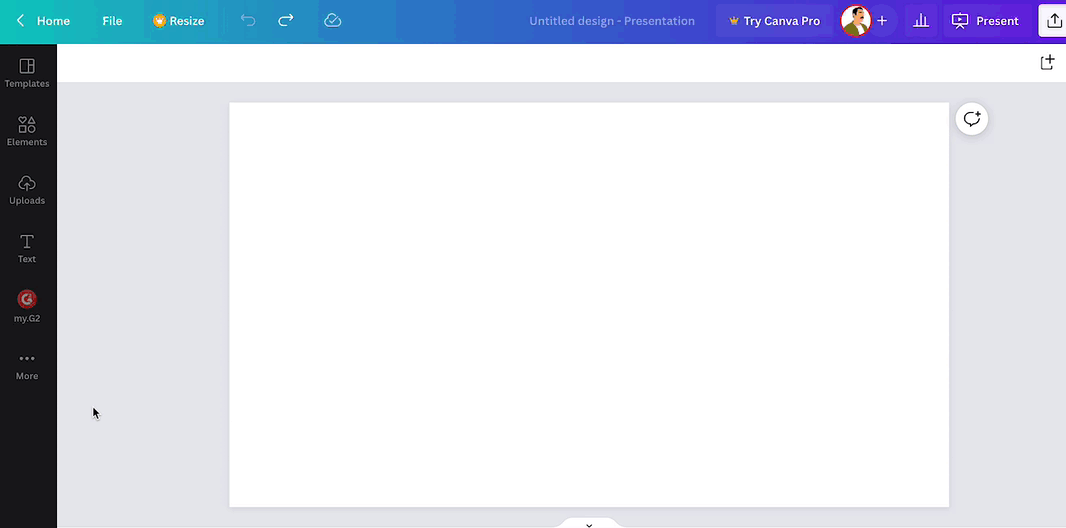 Home File Resize Untitled design - Presentation Try Canva Pro Present
Templates
Elements
Uploads
Text
my.G2
More